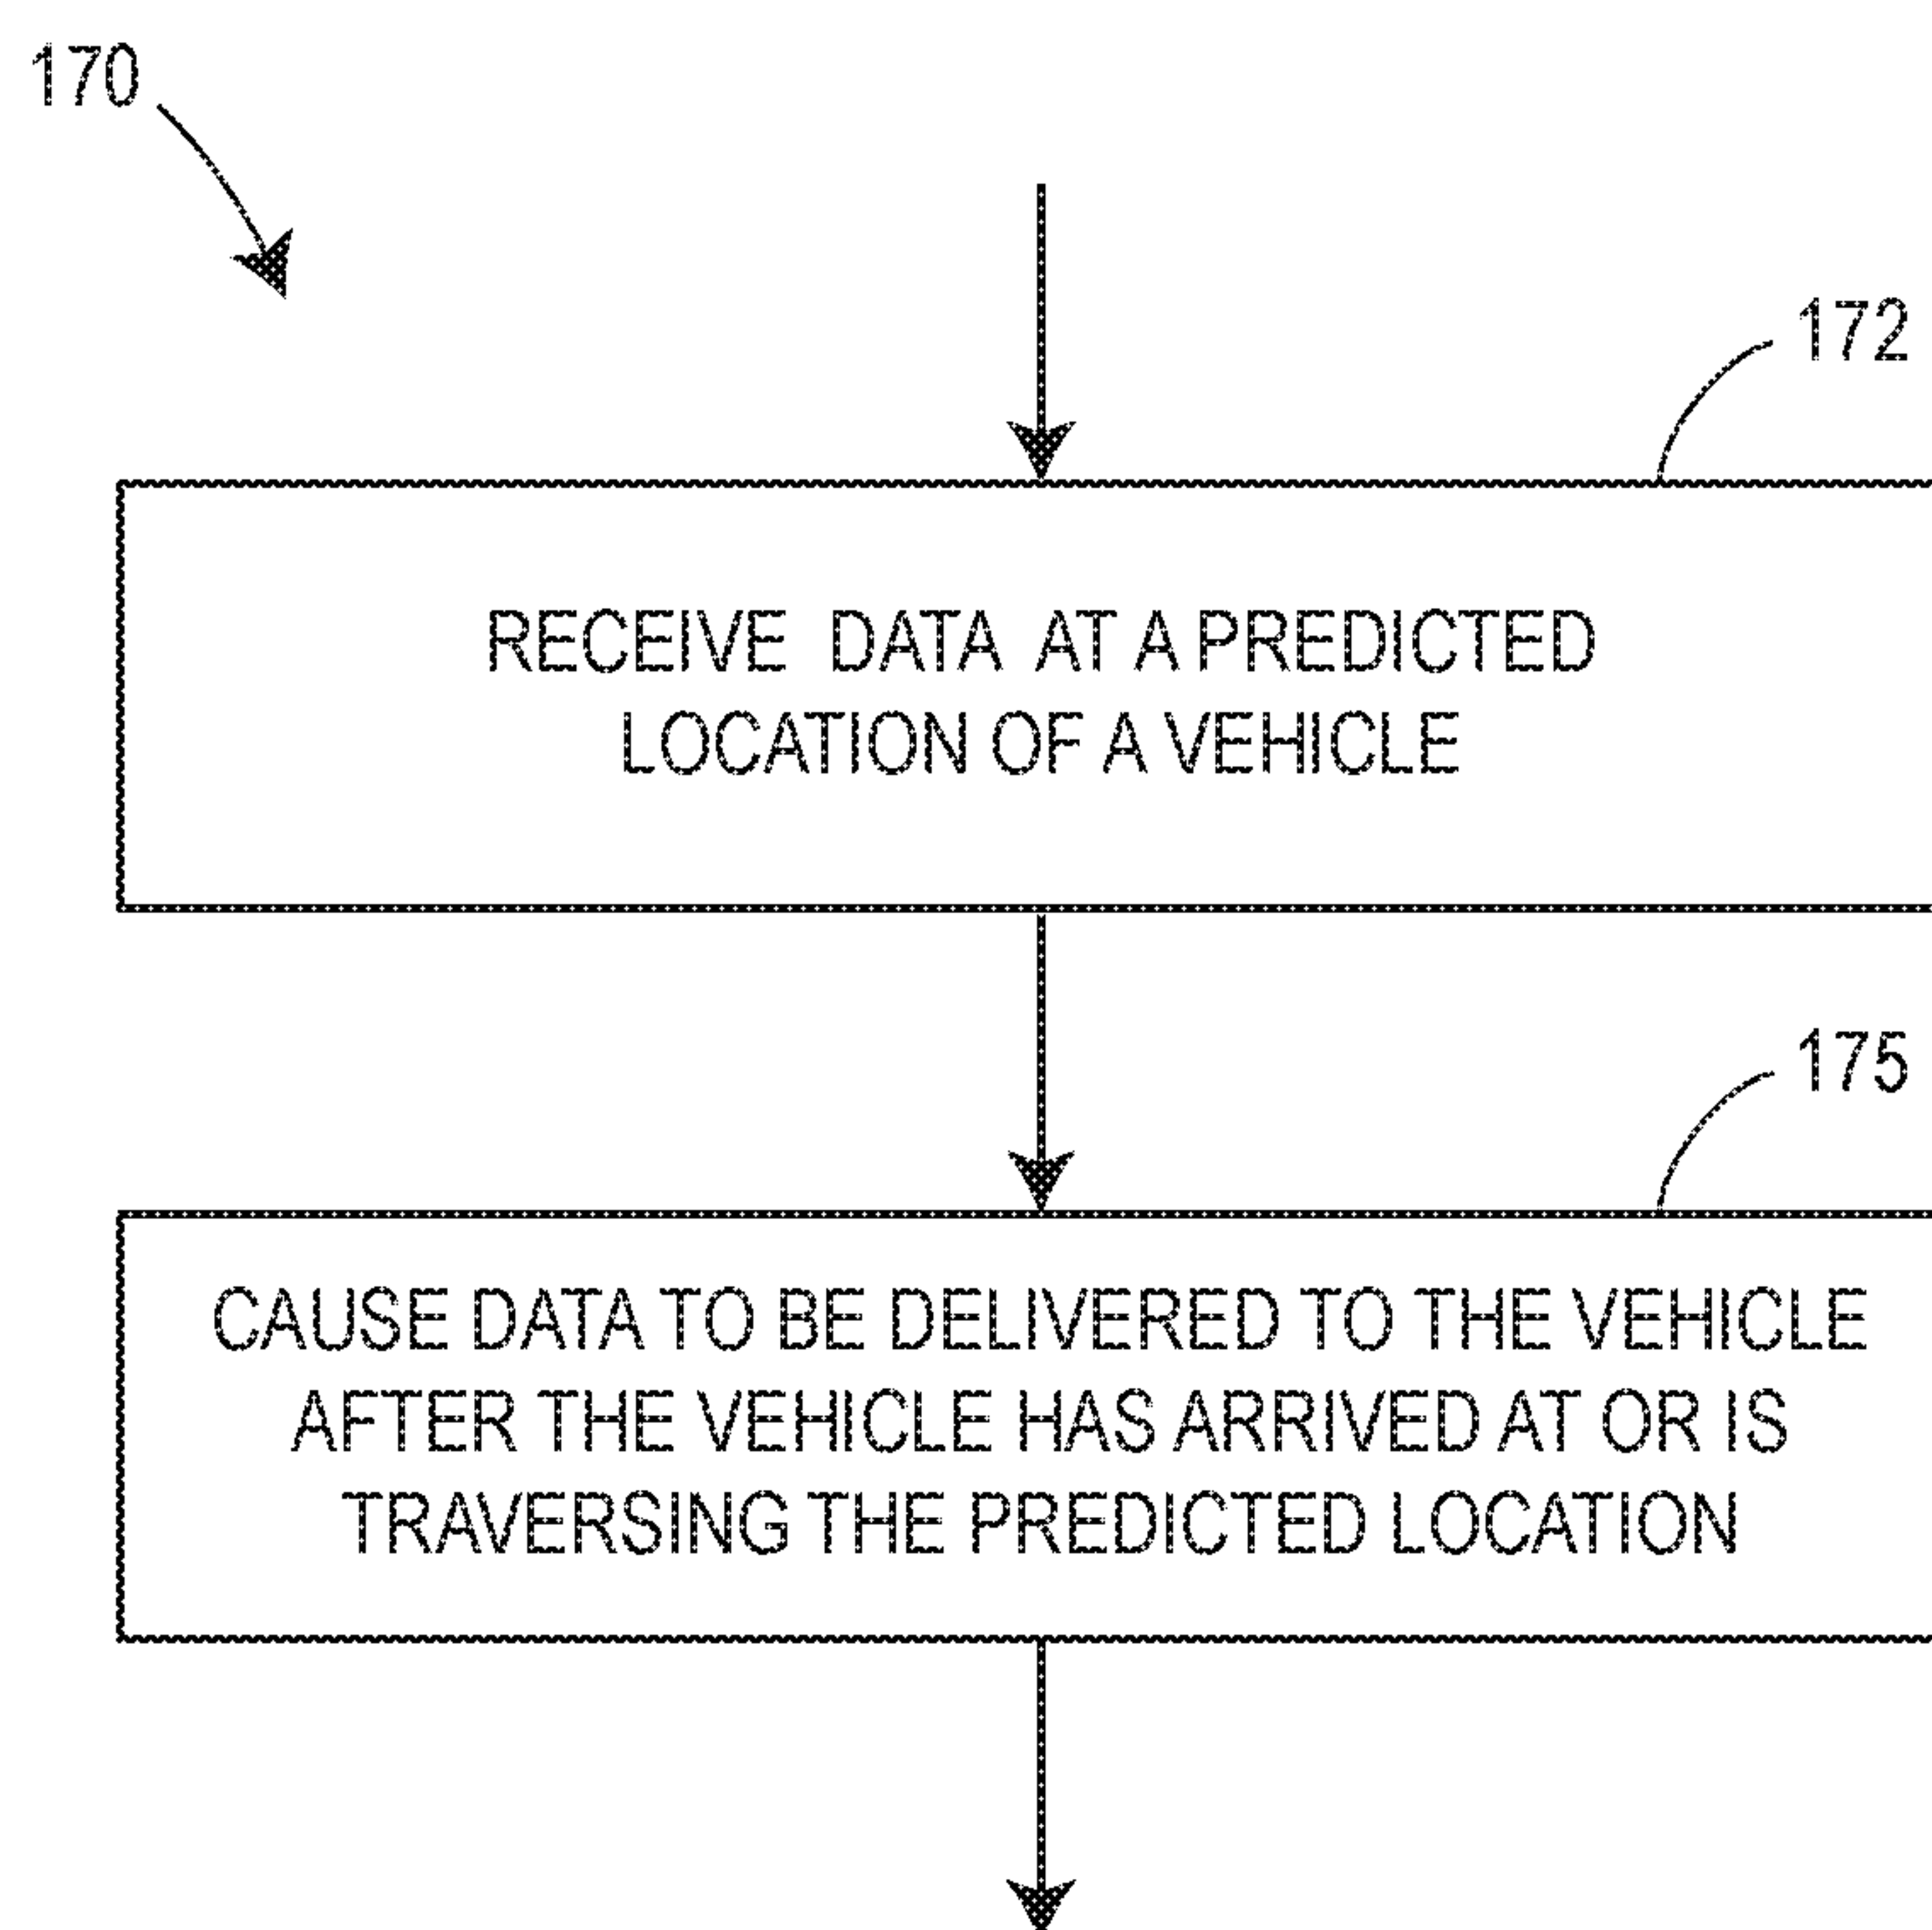 170
172
RECEIVE DATA AT A PREDICTED
LOCATION OF A VEHICLE
175
CAUSE DATA TO BE DELIVERED TO THE VEHICLE
AFTER THE VEHICLE HAS ARRIVED AT OR IS
TRAVERSING THE PREDICTED LOCATION